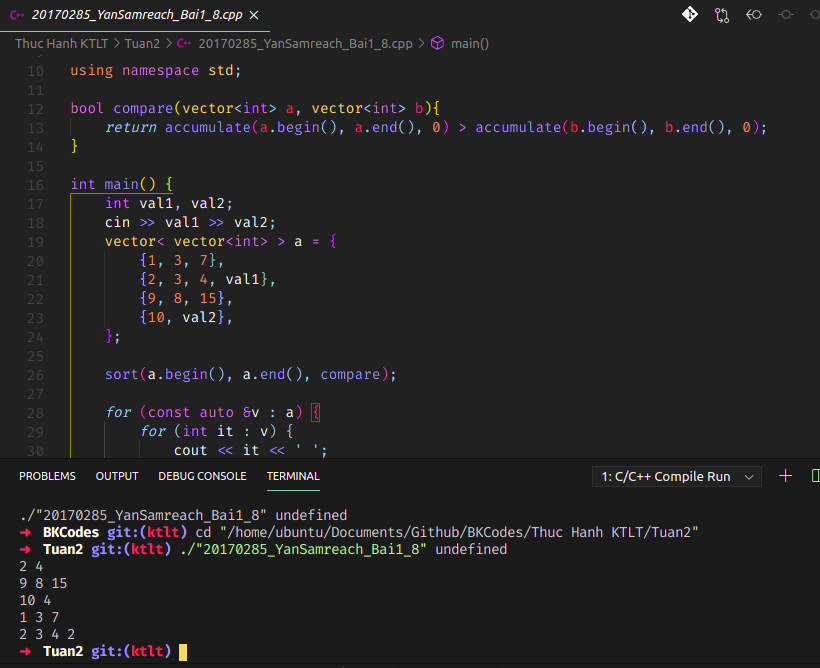 C++ 20170285_YanSamreach_Bai1_8.cpp ×
Thuc Hanh KTLT > Tuan2 > C++ 20170285_YanSamreach_Bai1_8.cpp > main()
10 using namespace std;
11
12 bool compare(vector<int> a, vector<int> b){
13 return accumulate(a.begin(), a.end(), 0) > accumulate(b.begin(), b.end(), 0);
14 }
15
16 int main() {
17 int val1, val2;
18 cin >> val1 >> val2;
19 vector< vector<int> > a = {
20 {1, 3, 7},
21 {2, 3, 4, val1},
22 {9, 8, 15},
23 {10, val2},
24 };
25
26 sort(a.begin(), a.end(), compare);
27
28 for (const auto &v : a) {
29 for (int it : v) {
30 cout << it << ' ';
PROBLEMS OUTPUT DEBUG CONSOLE TERMINAL 1: C/C++ Compile Run
./"20170285_YanSamreach_Bai1_8" undefined
➜ BKCodes git:(ktlt) cd "/home/ubuntu/Documents/Github/BKCodes/Thuc Hanh KTLT/Tuan2"
➜ Tuan2 git:(ktlt) ./"20170285_YanSamreach_Bai1_8" undefined
2 4
9 8 15
10 4
1 3 7
2 3 4 2
➜ Tuan2 git:(ktlt)